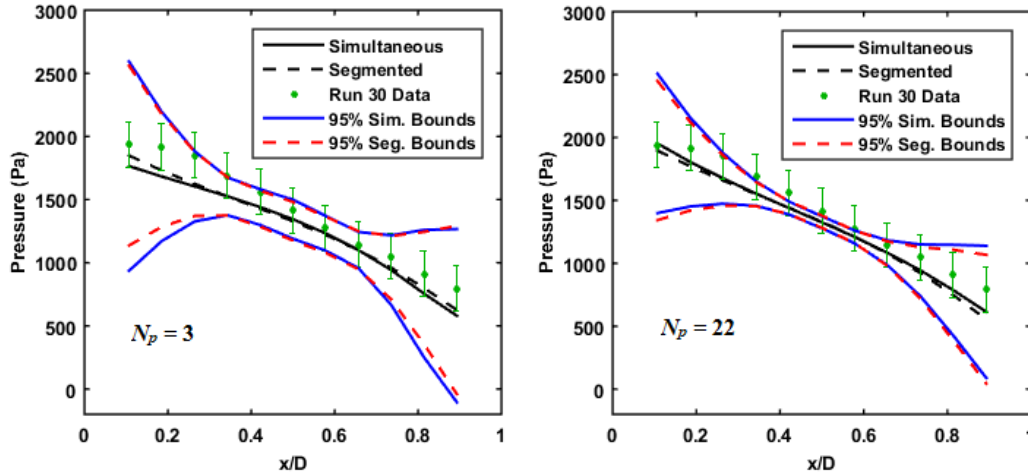 3000
2500
2000
1500
1000
500
0
Pressure (Pa)
Simultaneous
Segmented
Run 30 Data
95% Sim. Bounds
95% Seg. Bounds
Np = 3
0 0.2 0.4 0.6 0.8 1
x/D
3000
2500
2000
1500
1000
500
0
Pressure (Pa)
Simultaneous
Segmented
Run 30 Data
95% Sim. Bounds
95% Seg. Bounds
Np = 22
0 0.2 0.4 0.6 0.8 1
x/D